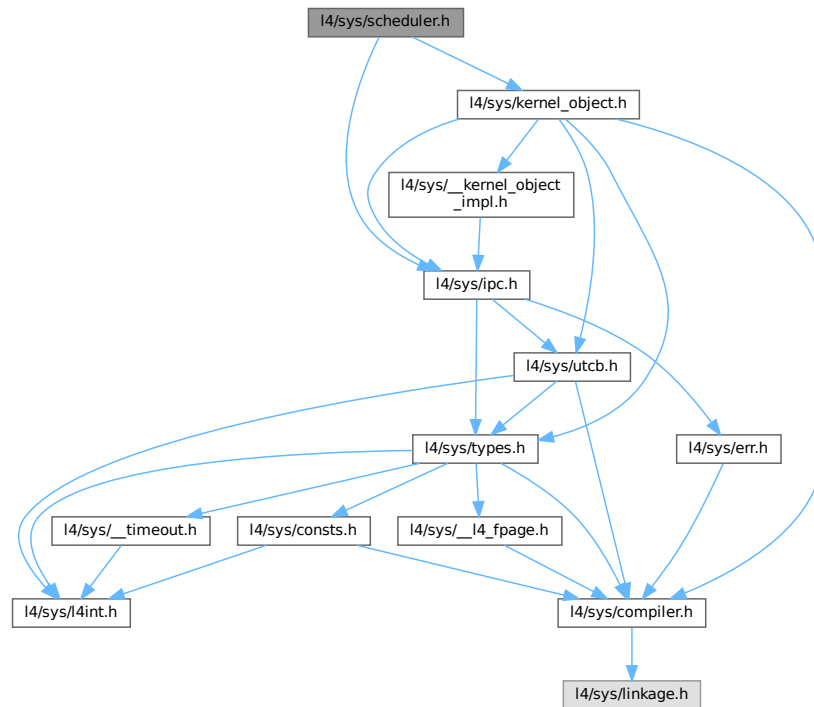 l4/sys/scheduler.h
l4/sys/kernel_object.h
l4/sys/__kernel_object
_impl.h
l4/sys/ipc.h
l4/sys/utcb.h
l4/sys/types.h
l4/sys/err.h
l4/sys/__timeout.h
l4/sys/consts.h
l4/sys/__l4_fpage.h
l4/sys/l4int.h
l4/sys/compiler.h
l4/sys/linkage.h